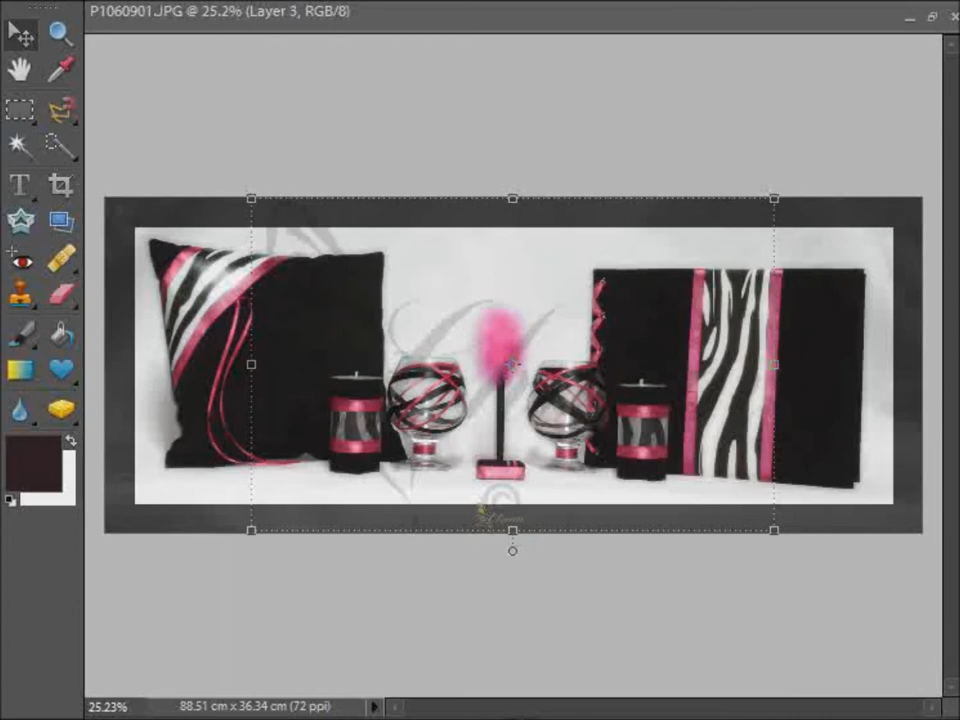 P1060901.JPG @ 25.2% (Layer 3, RGB/8)
T
©
25.23%
88.51 cm x 36.34 cm (72 ppi)